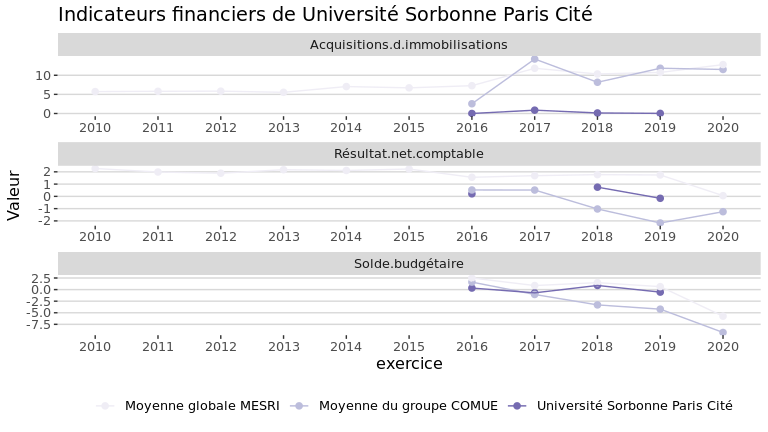 Indicateurs financiers de Université Sorbonne Paris Cité
Acquisitions.d.immobilisations
10
5
0
2010 2011 2012 2013 2014 2015 2016 2017 2018 2019 2020
Résultat.net.comptable
2
1
0
-1
-2
2010 2011 2012 2013 2014 2015 2016 2017 2018 2019 2020
Valeur
Solde.budgétaire
2.5
0.0
-2.5
-5.0
-7.5
2010 2011 2012 2013 2014 2015 2016 2017 2018 2019 2020
exercice
Moyenne globale MESRI Moyenne du groupe COMUE Université Sorbonne Paris Cité